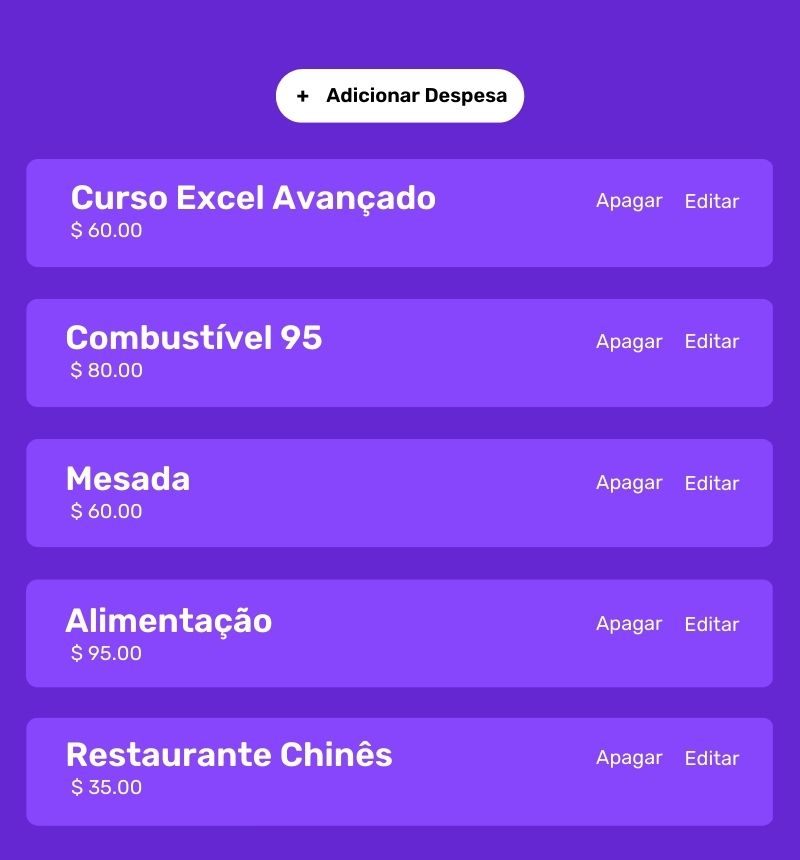 + Adicionar Despesa
Curso Excel Avançado
$ 60.00
Apagar Editar
Combustível 95
$ 80.00
Apagar Editar
Mesada
$ 60.00
Apagar Editar
Alimentação
$ 95.00
Apagar Editar
Restaurante Chinês
$ 35.00
Apagar Editar